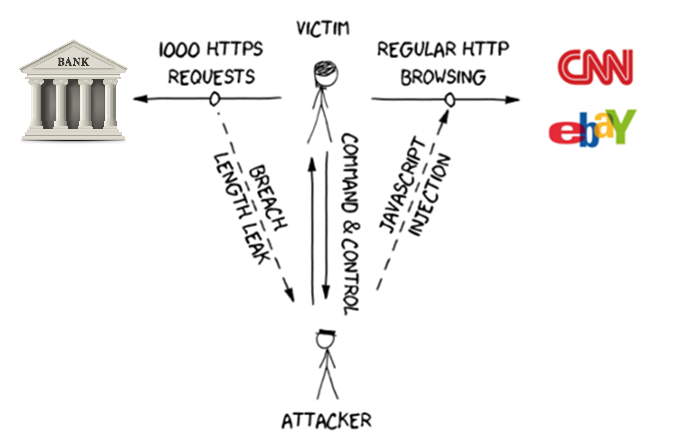 VICTIM
1000 HTTPS
REQUESTS
REGULAR HTTP
BROWSING
BANK
CNN
ebaY
BREACH
LENGTH LEAK
COMMAND & CONTROL
JAVASCRIPT
INJECTION
ATTACKER